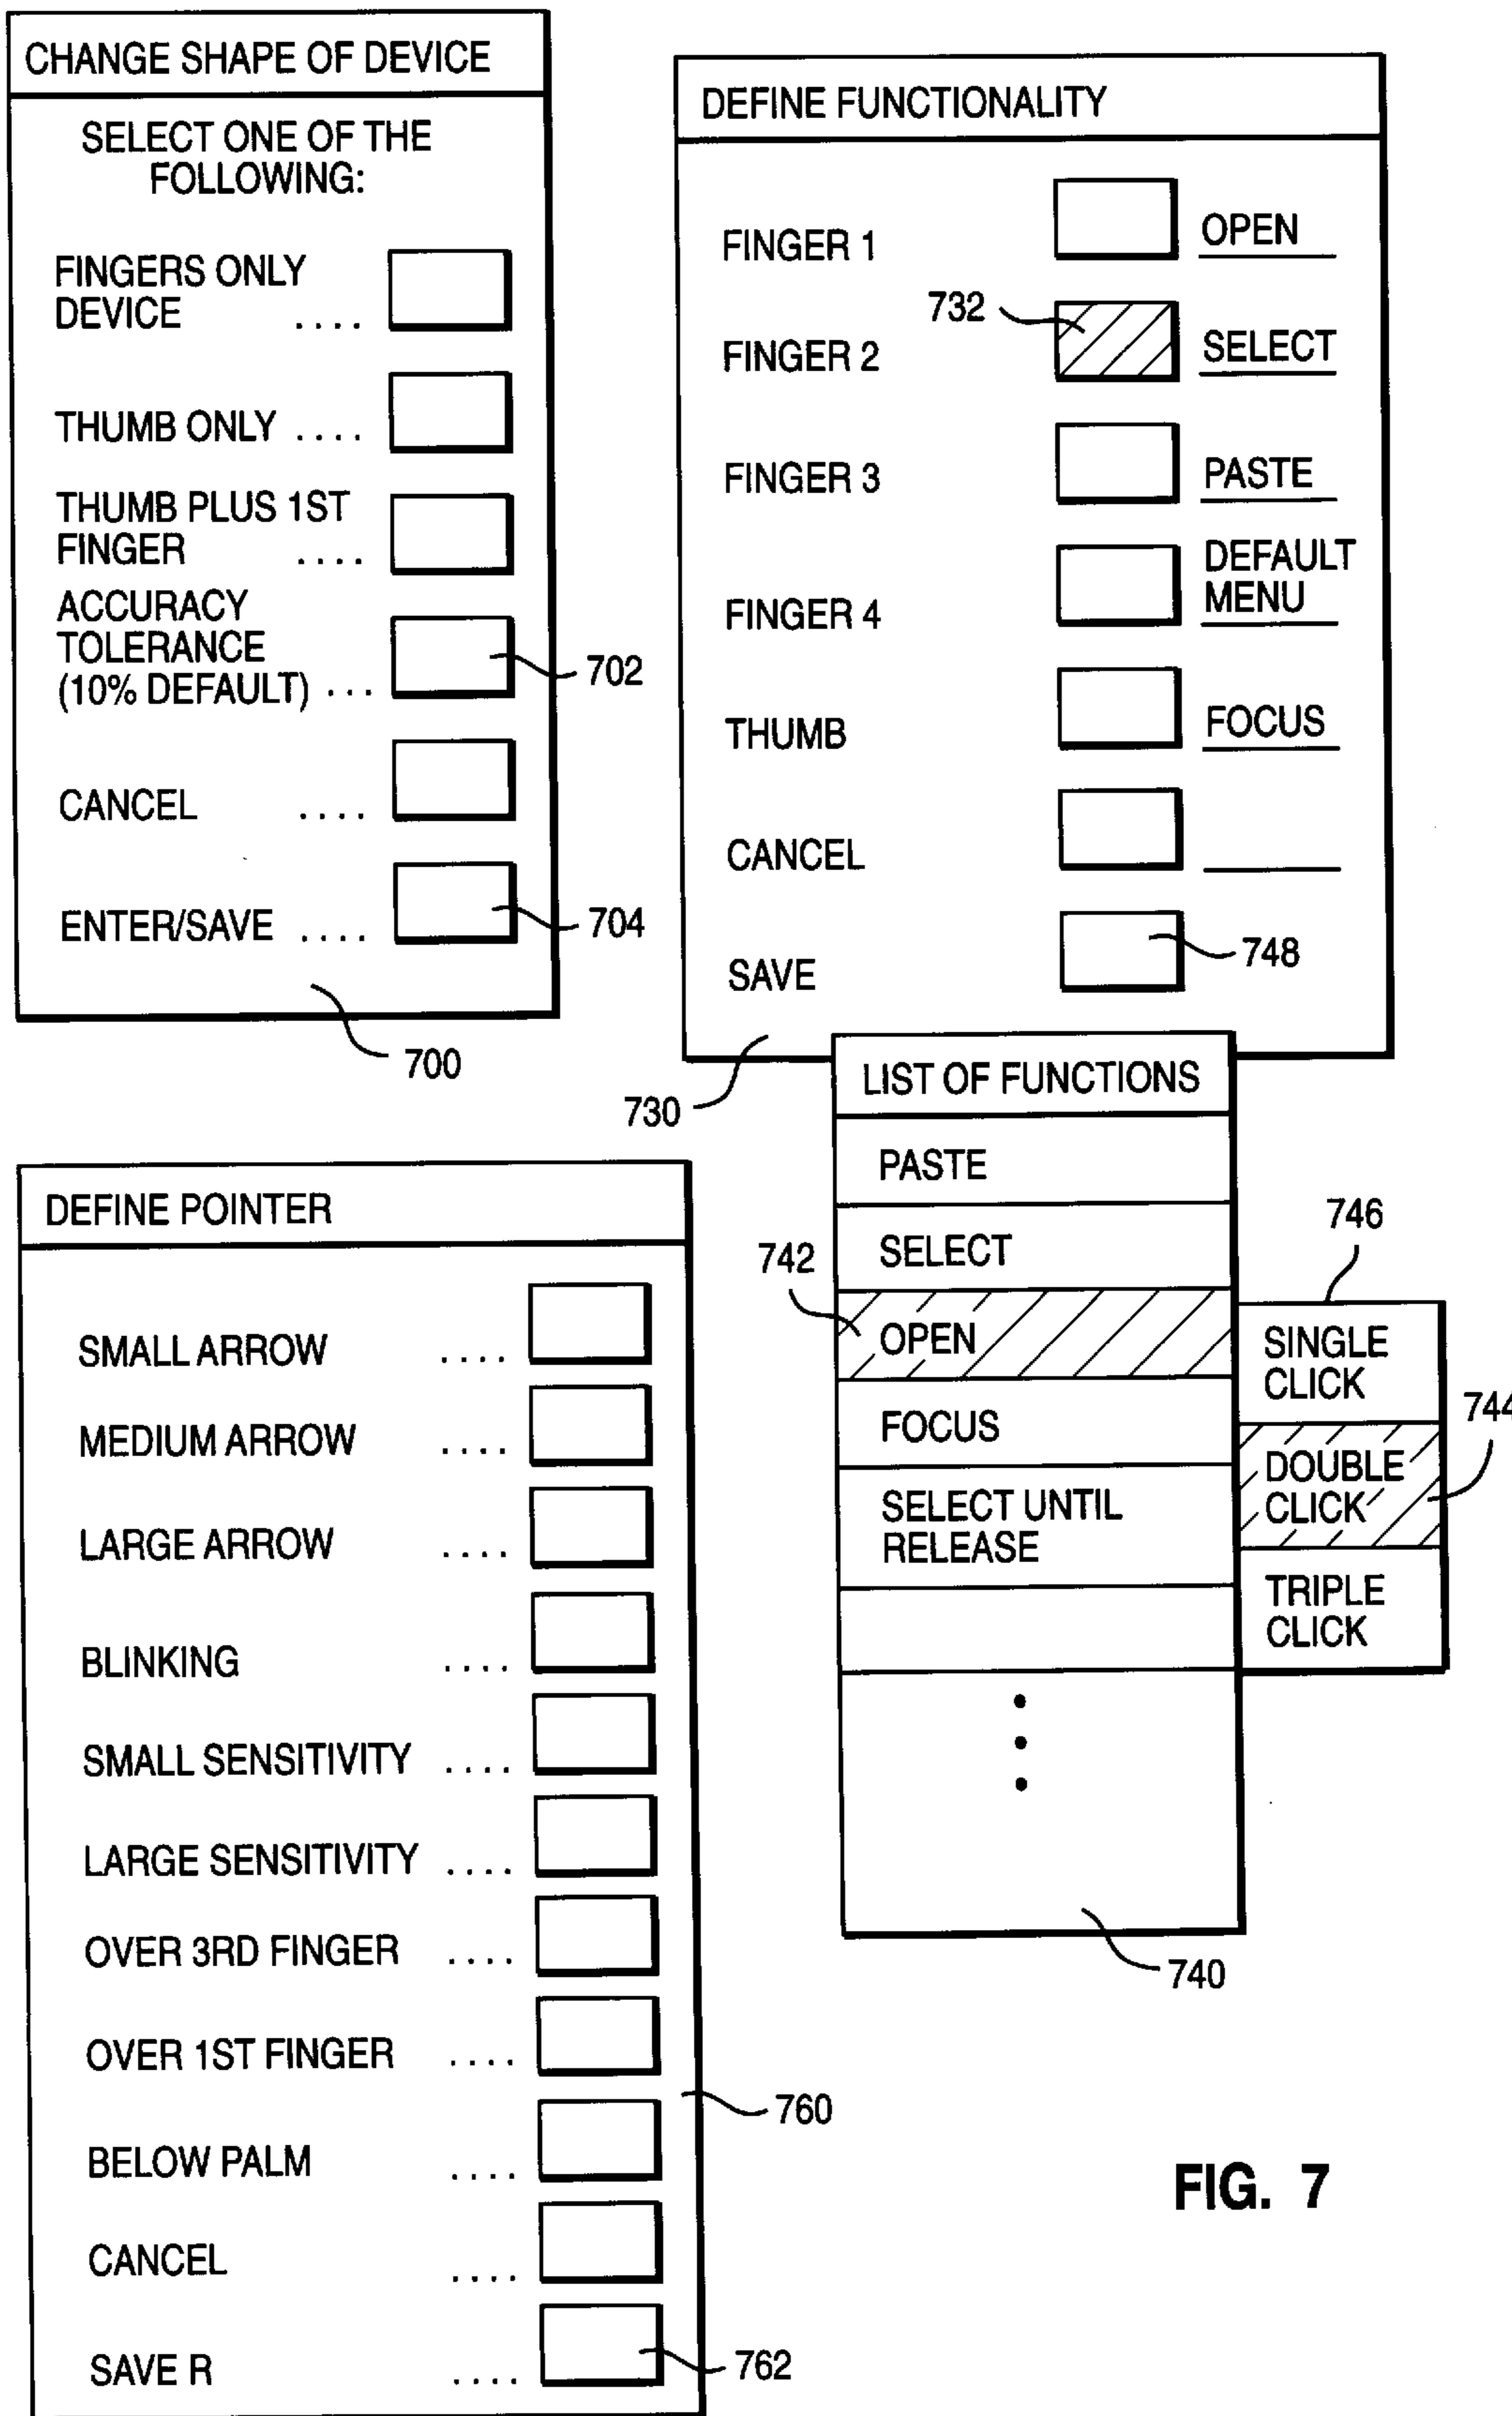 CHANGE SHAPE OF DEVICE
SELECT ONE OF THE
FOLLOWING:
FINGERS ONLY
DEVICE ....
THUMB ONLY ....
THUMB PLUS 1ST
FINGER ....
ACCURACY
TOLERANCE
(10% DEFAULT) ...
702
CANCEL ....
ENTER/SAVE ....
704
700
DEFINE FUNCTIONALITY
FINGER 1 OPEN
732
FINGER 2 SELECT
FINGER 3 PASTE
FINGER 4 DEFAULT
MENU
THUMB FOCUS
CANCEL
SAVE 748
730
LIST OF FUNCTIONS
PASTE
SELECT
742
OPEN
FOCUS
SELECT UNTIL
RELEASE
740
746
SINGLE
CLICK
744
DOUBLE
CLICK
TRIPLE
CLICK
DEFINE POINTER
SMALL ARROW ....
MEDIUM ARROW ....
LARGE ARROW ....
BLINKING ....
SMALL SENSITIVITY ....
LARGE SENSITIVITY ....
OVER 3RD FINGER ....
OVER 1ST FINGER ....
760
BELOW PALM ....
CANCEL ....
SAVE R .... 762
FIG. 7